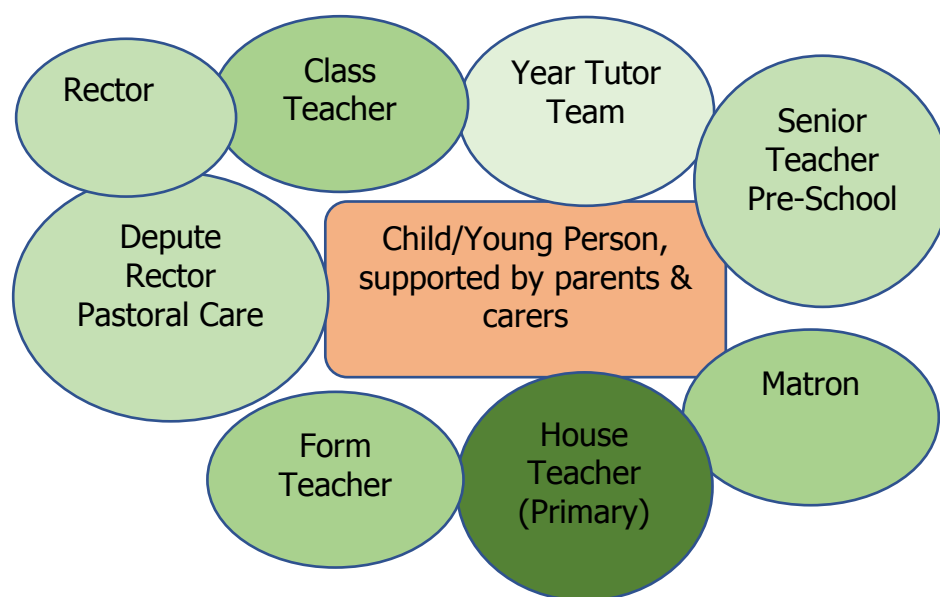 Rector
Class
Teacher
Year Tutor
Team
Senior
Teacher
Pre-School
Depute
Rector
Pastoral Care
Child/Young Person,
supported by parents &
carers
Matron
Form
Teacher
House
Teacher
(Primary)